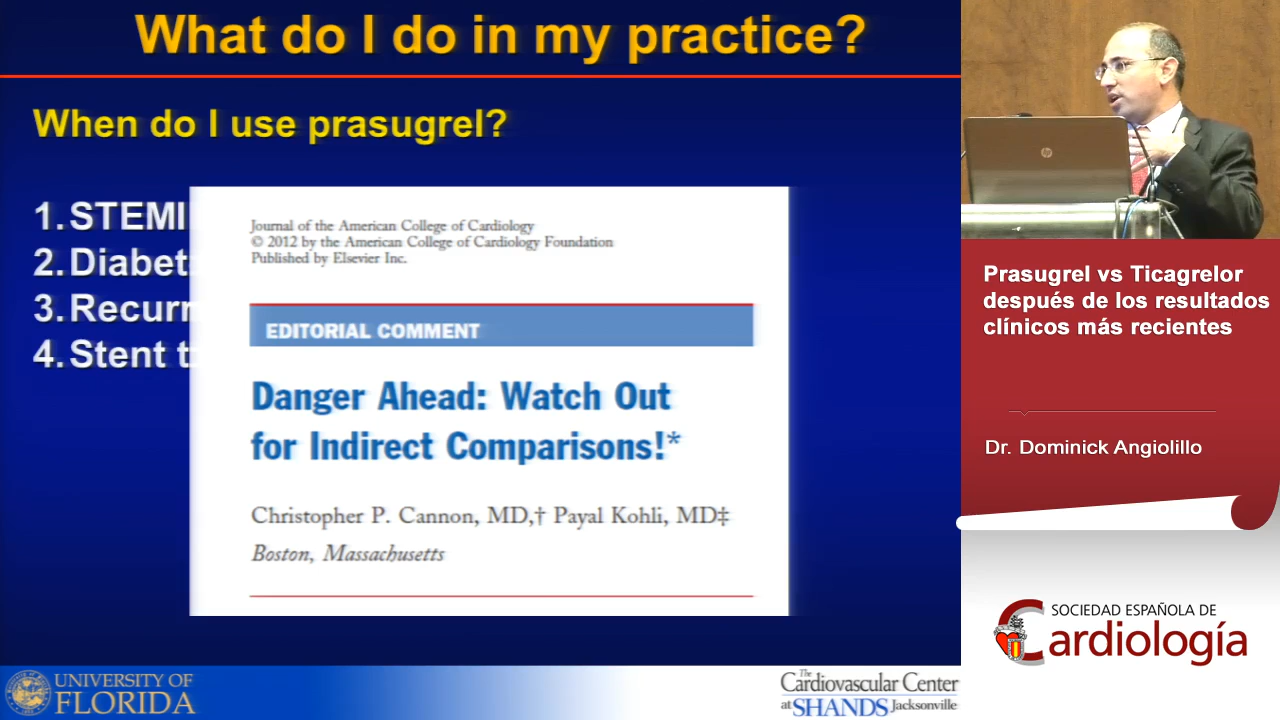 What do I do in my practice?
When do I use prasugrel?
1. STEMI
2. Diabet
3. Recurr
4. Stent t
Journal of the American College of Cardiology
© 2012 by the American College of Cardiology Foundation
Published by Elsevier Inc.
EDITORIAL COMMENT
Danger Ahead: Watch Out
for Indirect Comparisons!*
Christopher P. Cannon, MD,† Payal Kohli, MD‡
Boston, Massachusetts
UNIVERSITY OF
FLORIDA
The
Cardiovascular Center
at SHANDS Jacksonville
Prasugrel vs Ticagrelor
después de los resultados
clínicos más recientes
Dr. Dominick Angiolillo
SOCIEDAD ESPAÑOLA DE
Cardiología